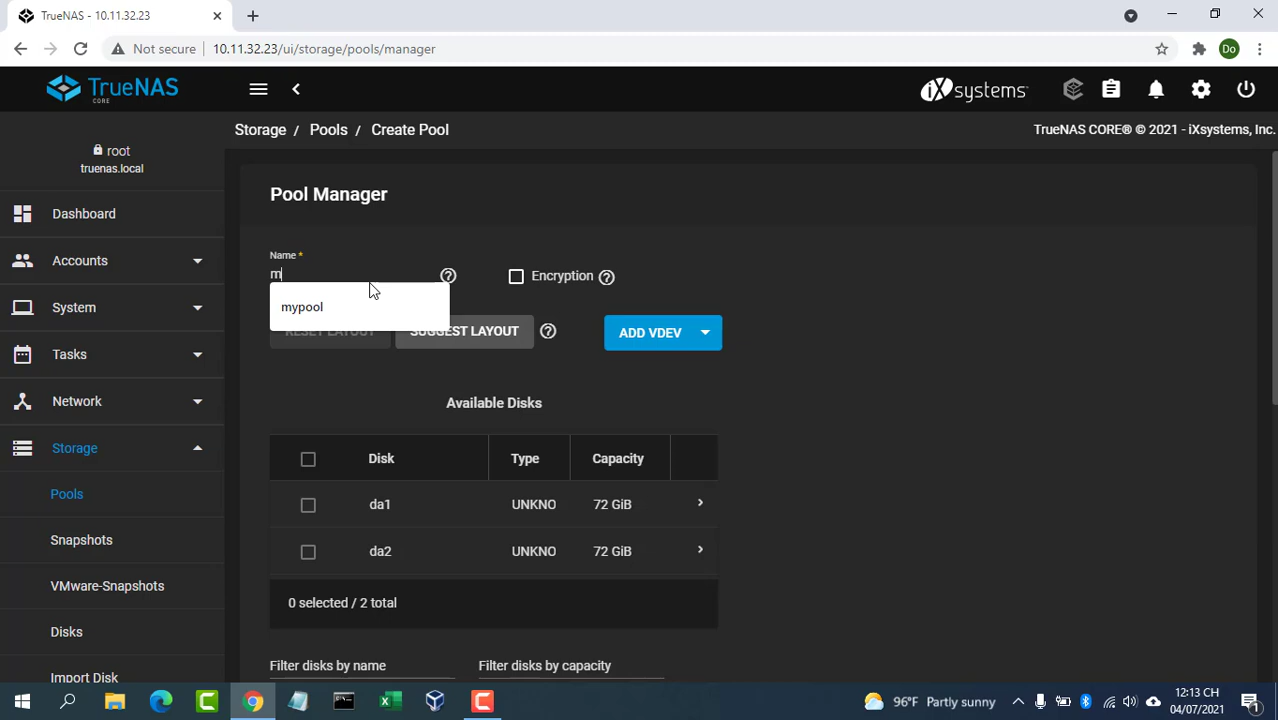 TrueNAS - 10.11.32.23
Not secure
10.11.32.23/ui/storage/pools/manager
Do
TrueNAS
CORE
iXsystems
Storage / Pools / Create Pool
TrueNAS CORE® © 2021 - iXsystems, Inc.
root
truenas.local
Dashboard
Accounts
System
Tasks
Network
Storage
Pools
Snapshots
VMware-Snapshots
Disks
Import Disk
Pool Manager
Name *
m
Encryption
mypool
RESET LAYOUT
SUGGEST LAYOUT
ADD VDEV
Available Disks
Disk Type Capacity
da1 UNKNO 72 GiB
da2 UNKNO 72 GiB
0 selected / 2 total
Filter disks by name
Filter disks by capacity
96°F Partly sunny
12:13 CH
04/07/2021
1